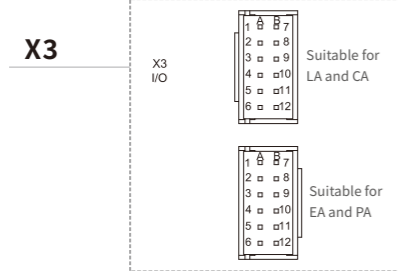 X3
X3
I/O
A B
1 7
2 8
3 9
4 10
5 11
6 12
Suitable for
LA and CA
A B
1 7
2 8
3 9
4 10
5 11
6 12
Suitable for
EA and PA